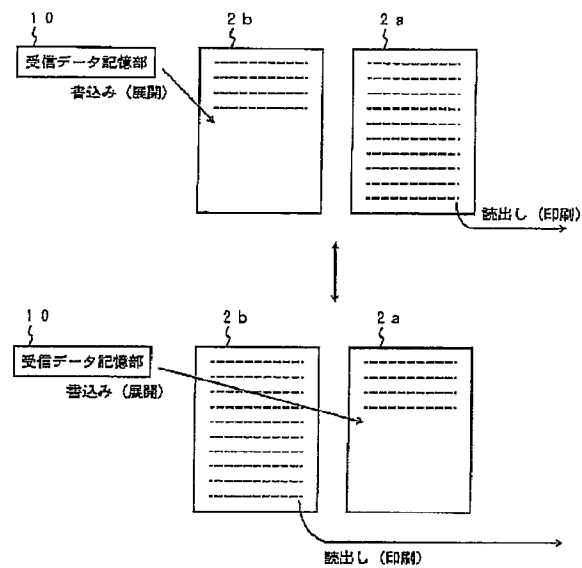 10
2b
2a
受信データ記憶部
書込み(展開)
読出し(印刷)
10
2b
2a
受信データ記憶部
書込み(展開)
読出し(印刷)